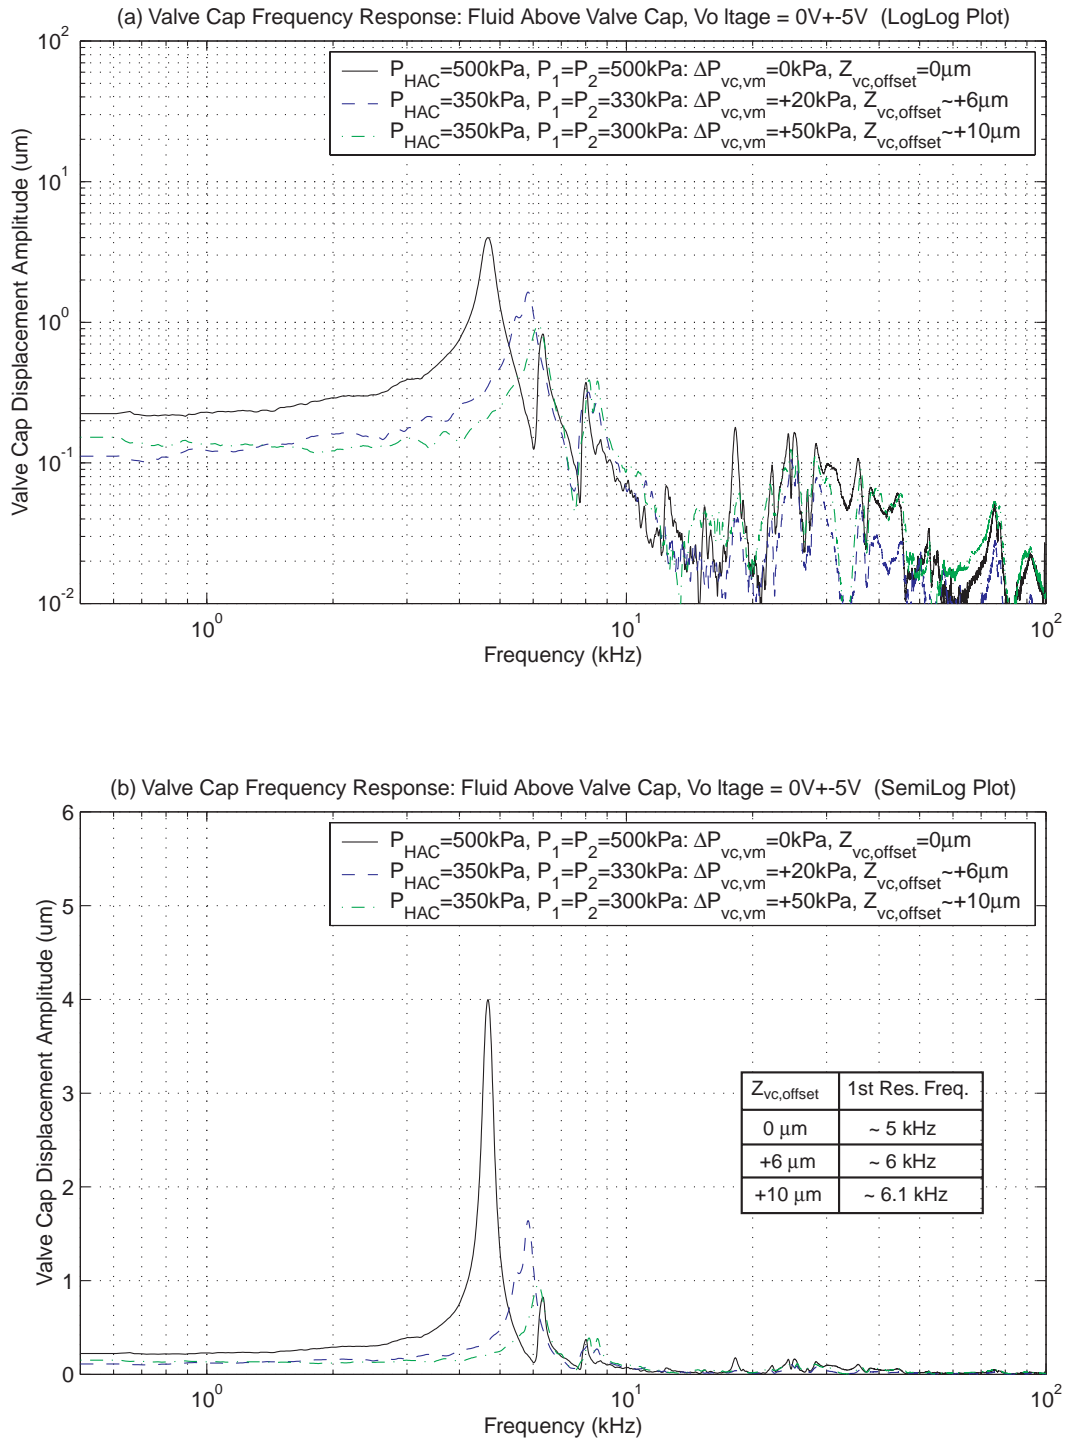 (a) Valve Cap Frequency Response: Fluid Above Valve Cap, Vo ltage = 0V+-5V (LogLog Plot)
P_HAC=500kPa, P_1=P_2=500kPa: ΔP_vc,vm=0kPa, Z_vc,offset=0μm
P_HAC=350kPa, P_1=P_2=330kPa: ΔP_vc,vm=+20kPa, Z_vc,offset~+6μm
P_HAC=350kPa, P_1=P_2=300kPa: ΔP_vc,vm=+50kPa, Z_vc,offset~+10μm
Valve Cap Displacement Amplitude (um)
10^2
10^1
10^0
10^-1
10^-2
10^0 10^1 10^2
Frequency (kHz)
(b) Valve Cap Frequency Response: Fluid Above Valve Cap, Vo ltage = 0V+-5V (SemiLog Plot)
P_HAC=500kPa, P_1=P_2=500kPa: ΔP_vc,vm=0kPa, Z_vc,offset=0μm
P_HAC=350kPa, P_1=P_2=330kPa: ΔP_vc,vm=+20kPa, Z_vc,offset~+6μm
P_HAC=350kPa, P_1=P_2=300kPa: ΔP_vc,vm=+50kPa, Z_vc,offset~+10μm
Valve Cap Displacement Amplitude (um)
6
5
4
3
2
1
0
Z_vc,offset 1st Res. Freq.
0 μm ~ 5 kHz
+6 μm ~ 6 kHz
+10 μm ~ 6.1 kHz
10^0 10^1 10^2
Frequency (kHz)